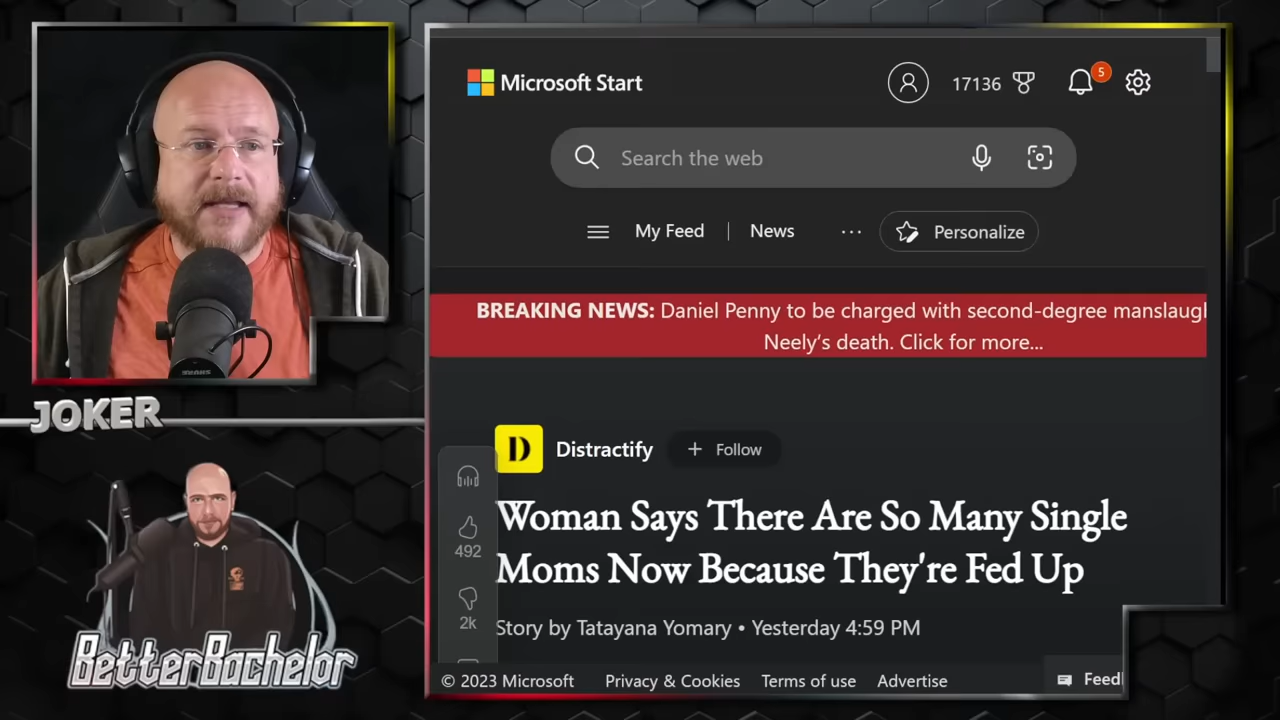 Microsoft Start
17136
5
Search the web
My Feed
News
Personalize
BREAKING NEWS: Daniel Penny to be charged with second-degree manslaugh
Neely's death. Click for more...
JOKER
D Distractify
+ Follow
Woman Says There Are So Many Single
Moms Now Because They're Fed Up
492
2k
Story by Tatayana Yomary • Yesterday 4:59 PM
BetterBachelor
© 2023 Microsoft
Privacy & Cookies
Terms of use
Advertise
Feed